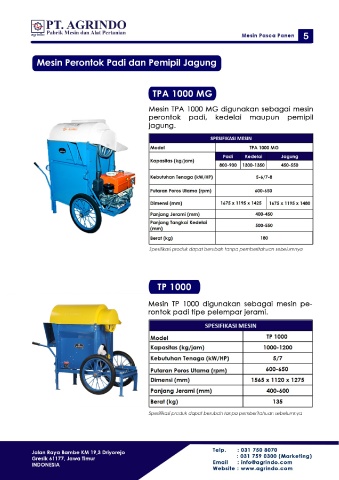 PT. AGRINDO
Pabrik Mesin dan Alat Pertanian
Mesin Pasca Panen 5
Mesin Perontok Padi dan Pemipil Jagung
TPA 1000 MG
Mesin TPA 1000 MG digunakan sebagai mesin
perontok padi, kedelai maupun pemipil
jagung.
SPESIFIKASI MESIN
Model TPA 1000 MG
Kapasitas (kg/jam) Padi Kedelai Jagung
800-900 1300-1350 450-550
Kebutuhan Tenaga (kW/HP) 5-6/7-8
Putaran Poros Utama (rpm) 600-650
Dimensi (mm) 1675 x 1195 x 1425 1675 x 1195 x 1480
Panjang Jerami (mm) 400-450
Panjang Tangkai Kedelai
(mm) 500-550
Berat (kg) 180
Spesifikasi produk dapat berubah tanpa pemberitahuan sebelumnya
TP 1000
Mesin TP 1000 digunakan sebagai mesin pe-
rontok padi tipe pelempar jerami.
SPESIFIKASI MESIN
Model TP 1000
Kapasitas (kg/jam) 1000-1200
Kebutuhan Tenaga (kW/HP) 5/7
Putaran Poros Utama (rpm) 600-650
Dimensi (mm) 1565 x 1120 x 1275
Panjang Jerami (mm) 400-600
Berat (kg) 135
Spesifikasi produk dapat berubah tanpa pemberitahuan sebelumnya
Jalan Raya Bambe KM 19,3 Driyorejo
Gresik 61177, Jawa Timur
INDONESIA
Telp. : 031 750 8070
: 031 759 0300 (Marketing)
Email : info@agrindo.com
Website : www.agrindo.com